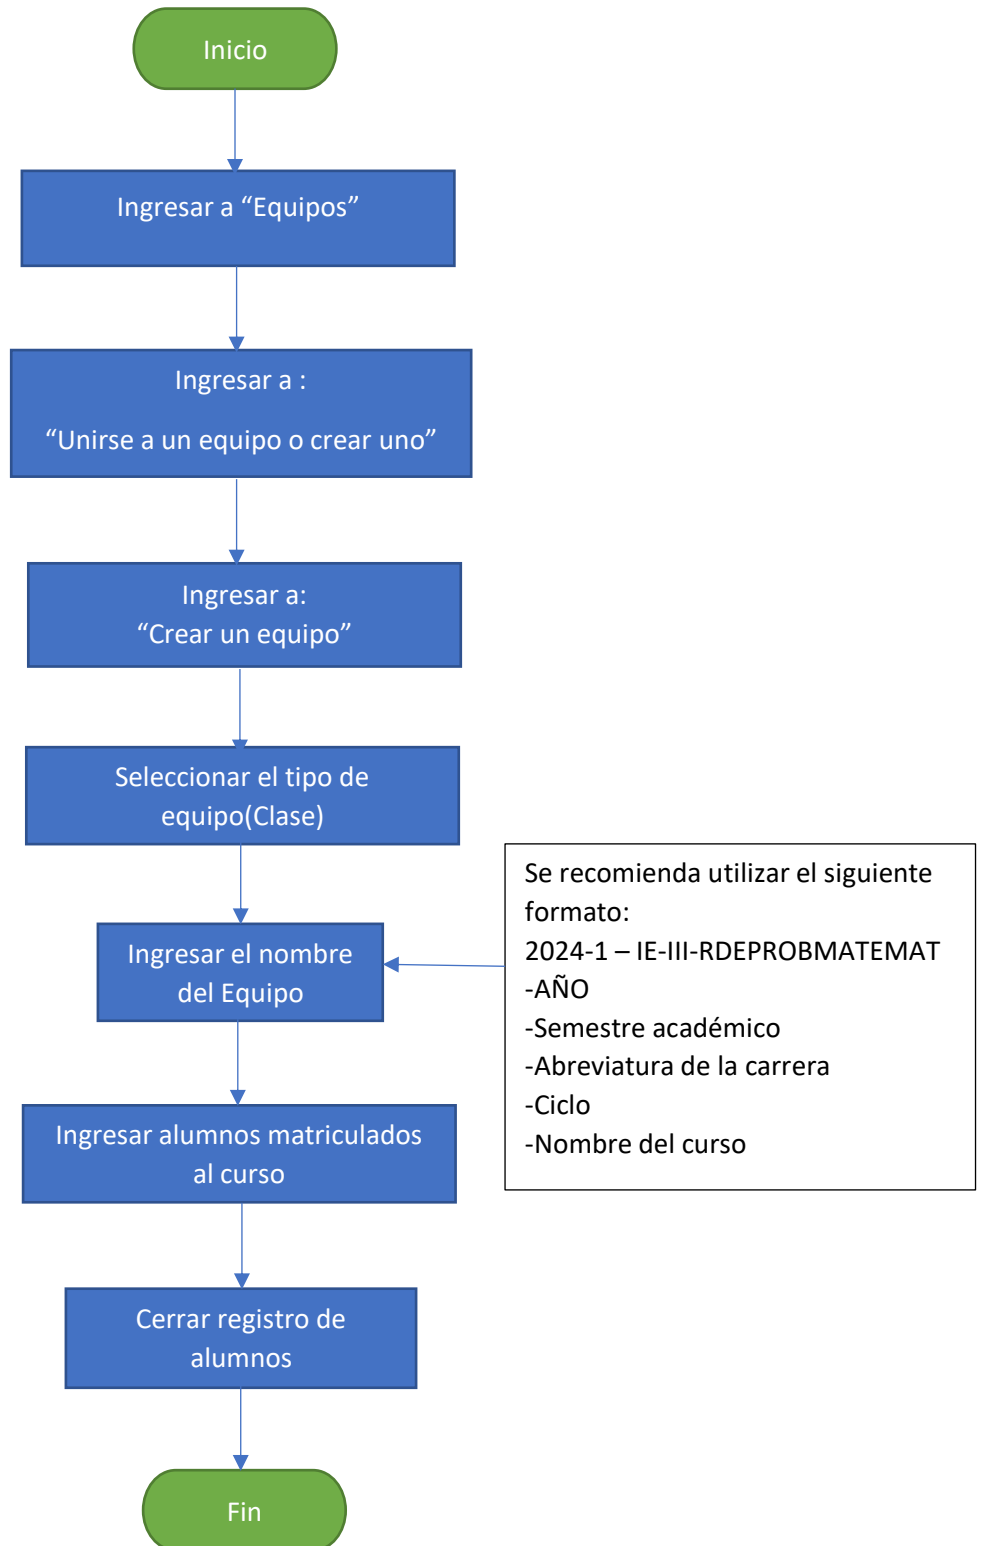 Inicio
Ingresar a “Equipos”
Ingresar a :
“Unirse a un equipo o crear uno”
Ingresar a:
“Crear un equipo”
Seleccionar el tipo de
equipo(Clase)
Ingresar el nombre
del Equipo
Se recomienda utilizar el siguiente
formato:
2024-1 – IE-III-RDEPROBMATEMAT
-AÑO
-Semestre académico
-Abreviatura de la carrera
-Ciclo
-Nombre del curso
Ingresar alumnos matriculados
al curso
Cerrar registro de
alumnos
Fin